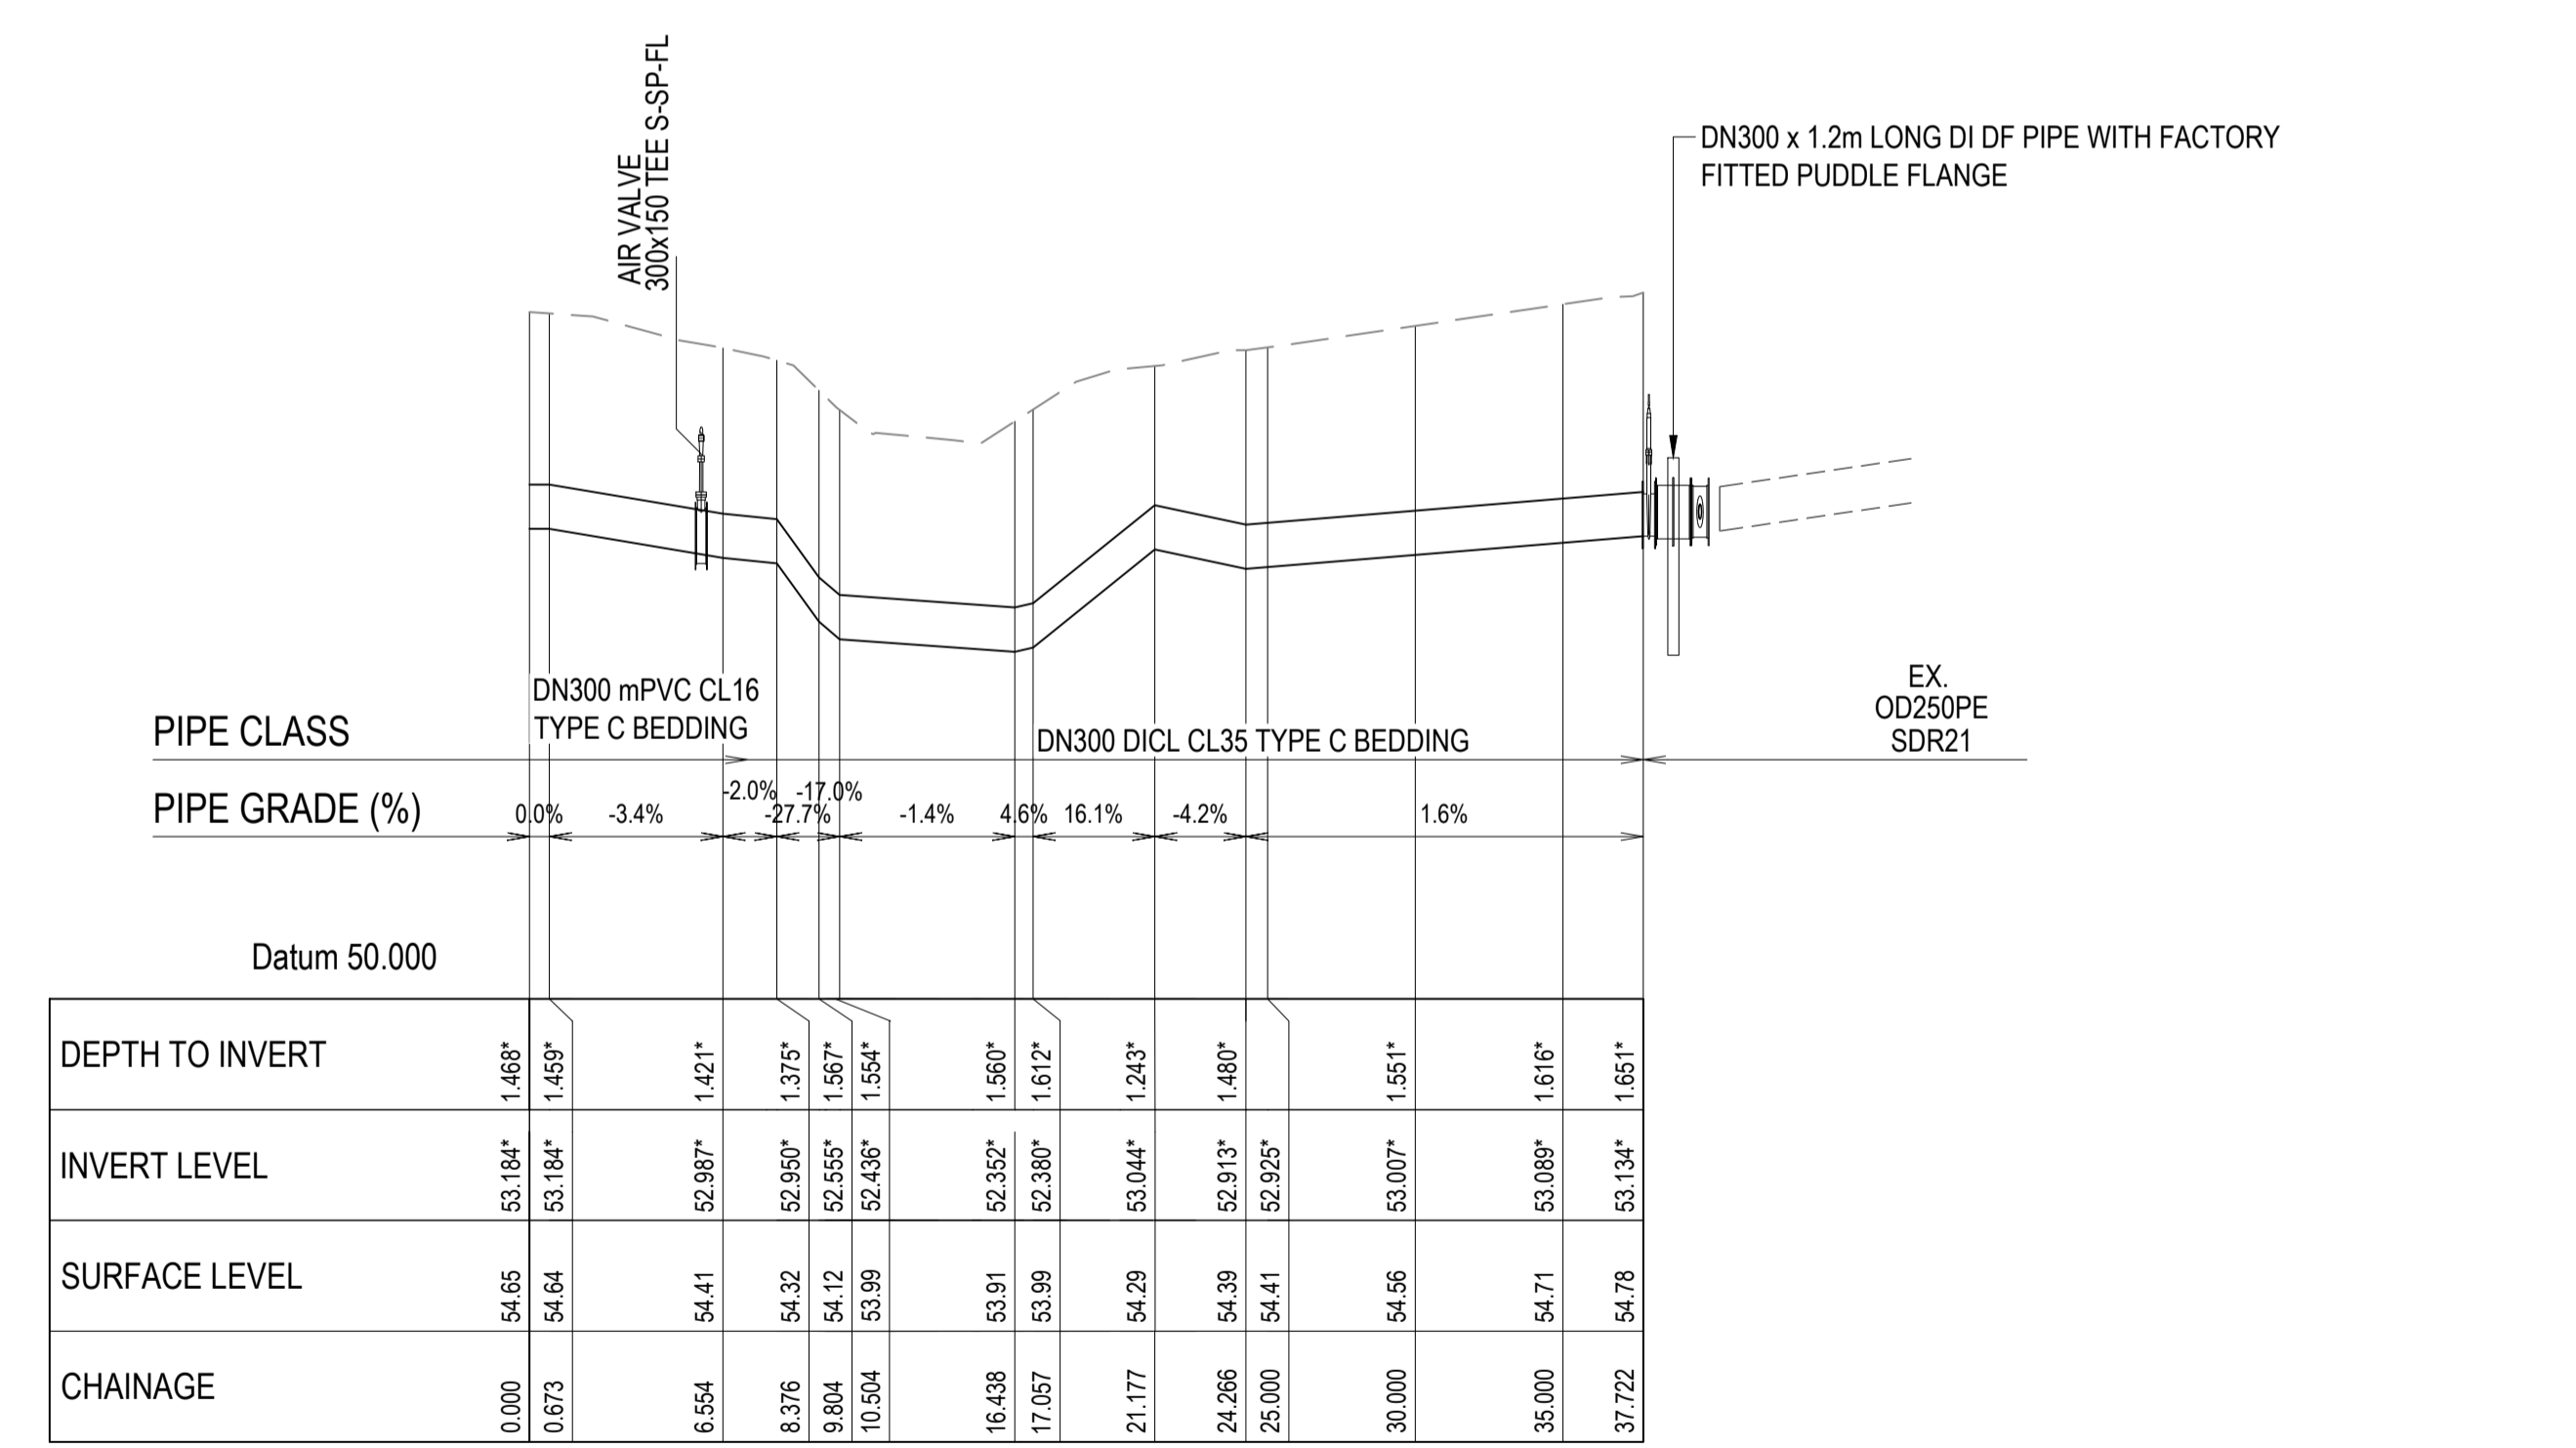 AIR VALVE
300x150 TEE S-SP-FL
DN300 x 1.2m LONG DI DF PIPE WITH FACTORY
FITTED PUDDLE FLANGE
DN300 mPVC CL16
TYPE C BEDDING
PIPE CLASS
DN300 DICL CL35 TYPE C BEDDING
EX.
OD250PE
SDR21
PIPE GRADE (%)
0.0% -3.4% -2.0% -27.7% -17.0% -1.4% 4.6% 16.1% -4.2% 1.6%
Datum 50.000
DEPTH TO INVERT 1.468* 1.459* 1.421* 1.375* 1.567* 1.554* 1.560* 1.612* 1.243* 1.480* 1.551* 1.616* 1.651*
INVERT LEVEL 53.184* 53.184* 52.987* 52.950* 52.555* 52.436* 52.352* 52.380* 53.044* 52.913* 52.925* 53.007* 53.089* 53.134*
SURFACE LEVEL 54.65 54.64 54.41 54.32 54.12 53.99 53.91 53.99 54.29 54.39 54.41 54.56 54.71 54.78
CHAINAGE 0.000 0.673 6.554 8.376 9.804 10.504 16.438 17.057 21.177 24.266 25.000 30.000 35.000 37.722